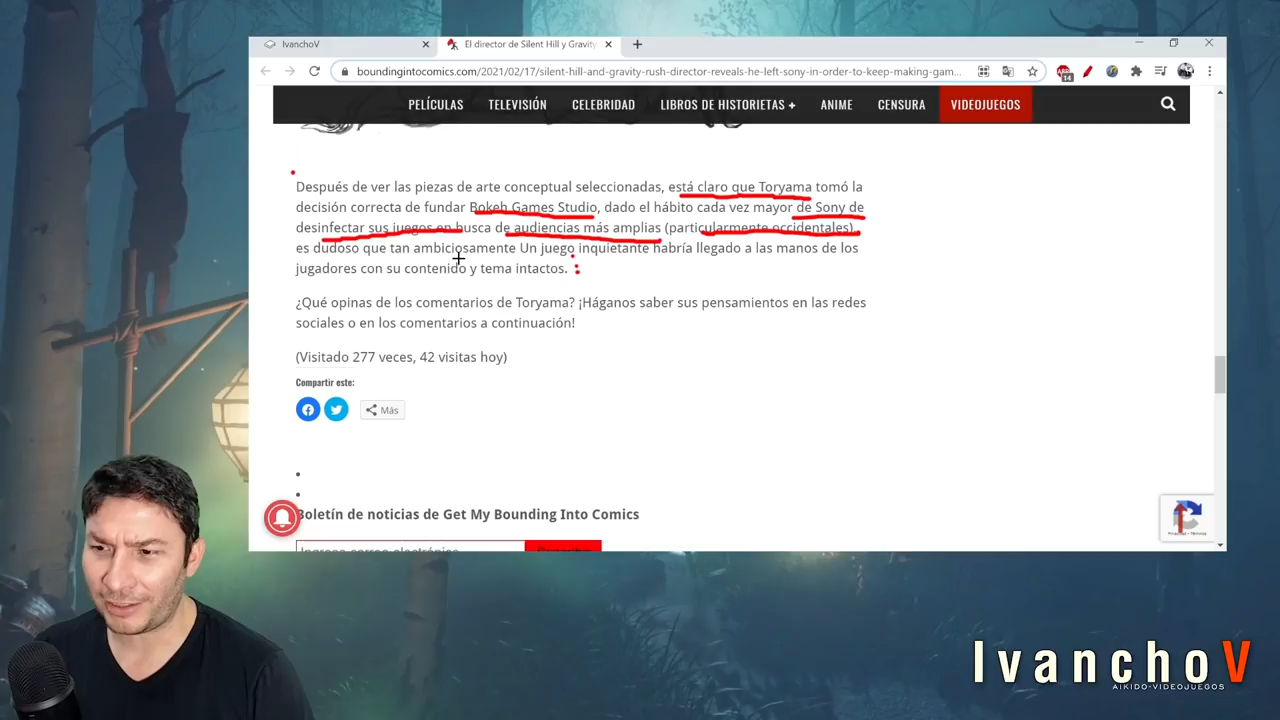 IvanchoV
El director de Silent Hill y Gravity
boundingintocomics.com/2021/02/17/silent-hill-and-gravity-rush-director-reveals-he-left-sony-in-order-to-keep-making-gam...
14
PELÍCULAS TELEVISIÓN CELEBRIDAD LIBROS DE HISTORIETAS + ANIME CENSURA VIDEOJUEGOS
Después de ver las piezas de arte conceptual seleccionadas, está claro que Toryama tomó la
decisión correcta de fundar Bokeh Games Studio, dado el hábito cada vez mayor de Sony de
desinfectar sus juegos en busca de audiencias más amplias (particularmente occidentales),
es dudoso que tan ambiciosamente Un juego inquietante habría llegado a las manos de los
jugadores con su contenido y tema intactos.
¿Qué opinas de los comentarios de Toryama? ¡Háganos saber sus pensamientos en las redes
sociales o en los comentarios a continuación!
(Visitado 277 veces, 42 visitas hoy)
Compartir este:
Más
Boletín de noticias de Get My Bounding Into Comics
Ingrese correo electrónico
IvanchoV
AIKIDO-VIDEOJUEGOS